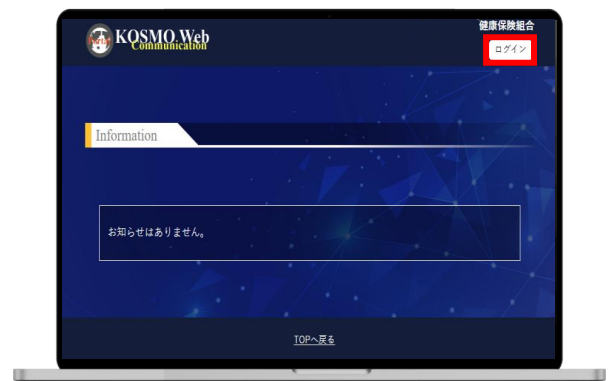 KOSMO Web
Communication
健康保険組合
ログイン
Information
お知らせはありません。
TOPへ戻る